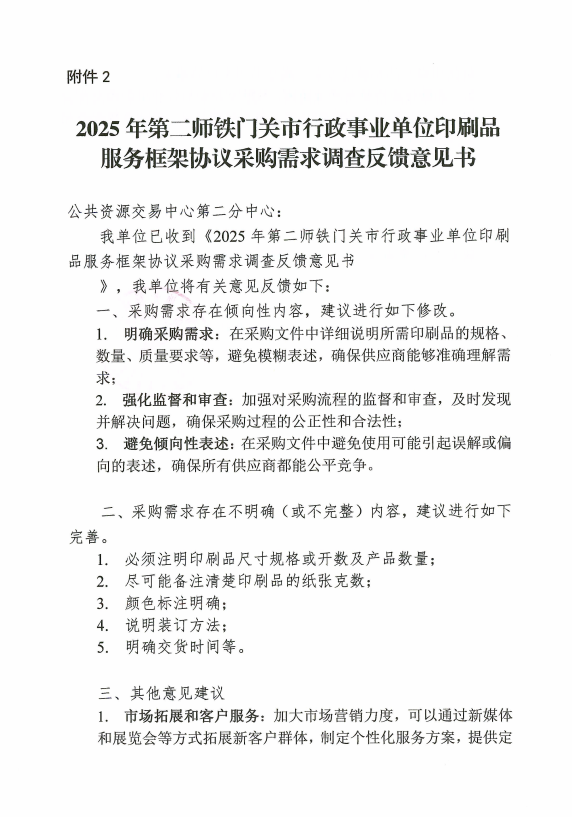 附件 2
2025 年第二师铁门关市行政事业单位印刷品
服务框架协议采购需求调查反馈意见书
公共资源交易中心第二分中心：
我单位已收到《2025 年第二师铁门关市行政事业单位印刷
品服务框架协议采购需求调查反馈意见书
》，我单位将有关意见反馈如下：
一、采购需求存在倾向性内容，建议进行如下修改。
1. 明确采购需求：在采购文件中详细说明所需印刷品的规格、
数量、质量要求等，避免模糊表述，确保供应商能够准确理解需
求；
2. 强化监督和审查：加强对采购流程的监督和审查，及时发现
并解决问题，确保采购过程的公正性和合法性；
3. 避免倾向性表述：在采购文件中避免使用可能引起误解或偏
向的表述，确保所有供应商都能公平竞争。
二、采购需求存在不明确（或不完整）内容，建议进行如下
完善。
1. 必须注明印刷品尺寸规格或开数及产品数量；
2. 尽可能备注清楚印刷品的纸张克数；
3. 颜色标注明确；
4. 说明装订方法；
5. 明确交货时间等。
三、其他意见建议
1. 市场拓展和客户服务：加大市场营销力度，可以通过新媒体
和展览会等方式拓展新客户群体，制定个性化服务方案，提供定